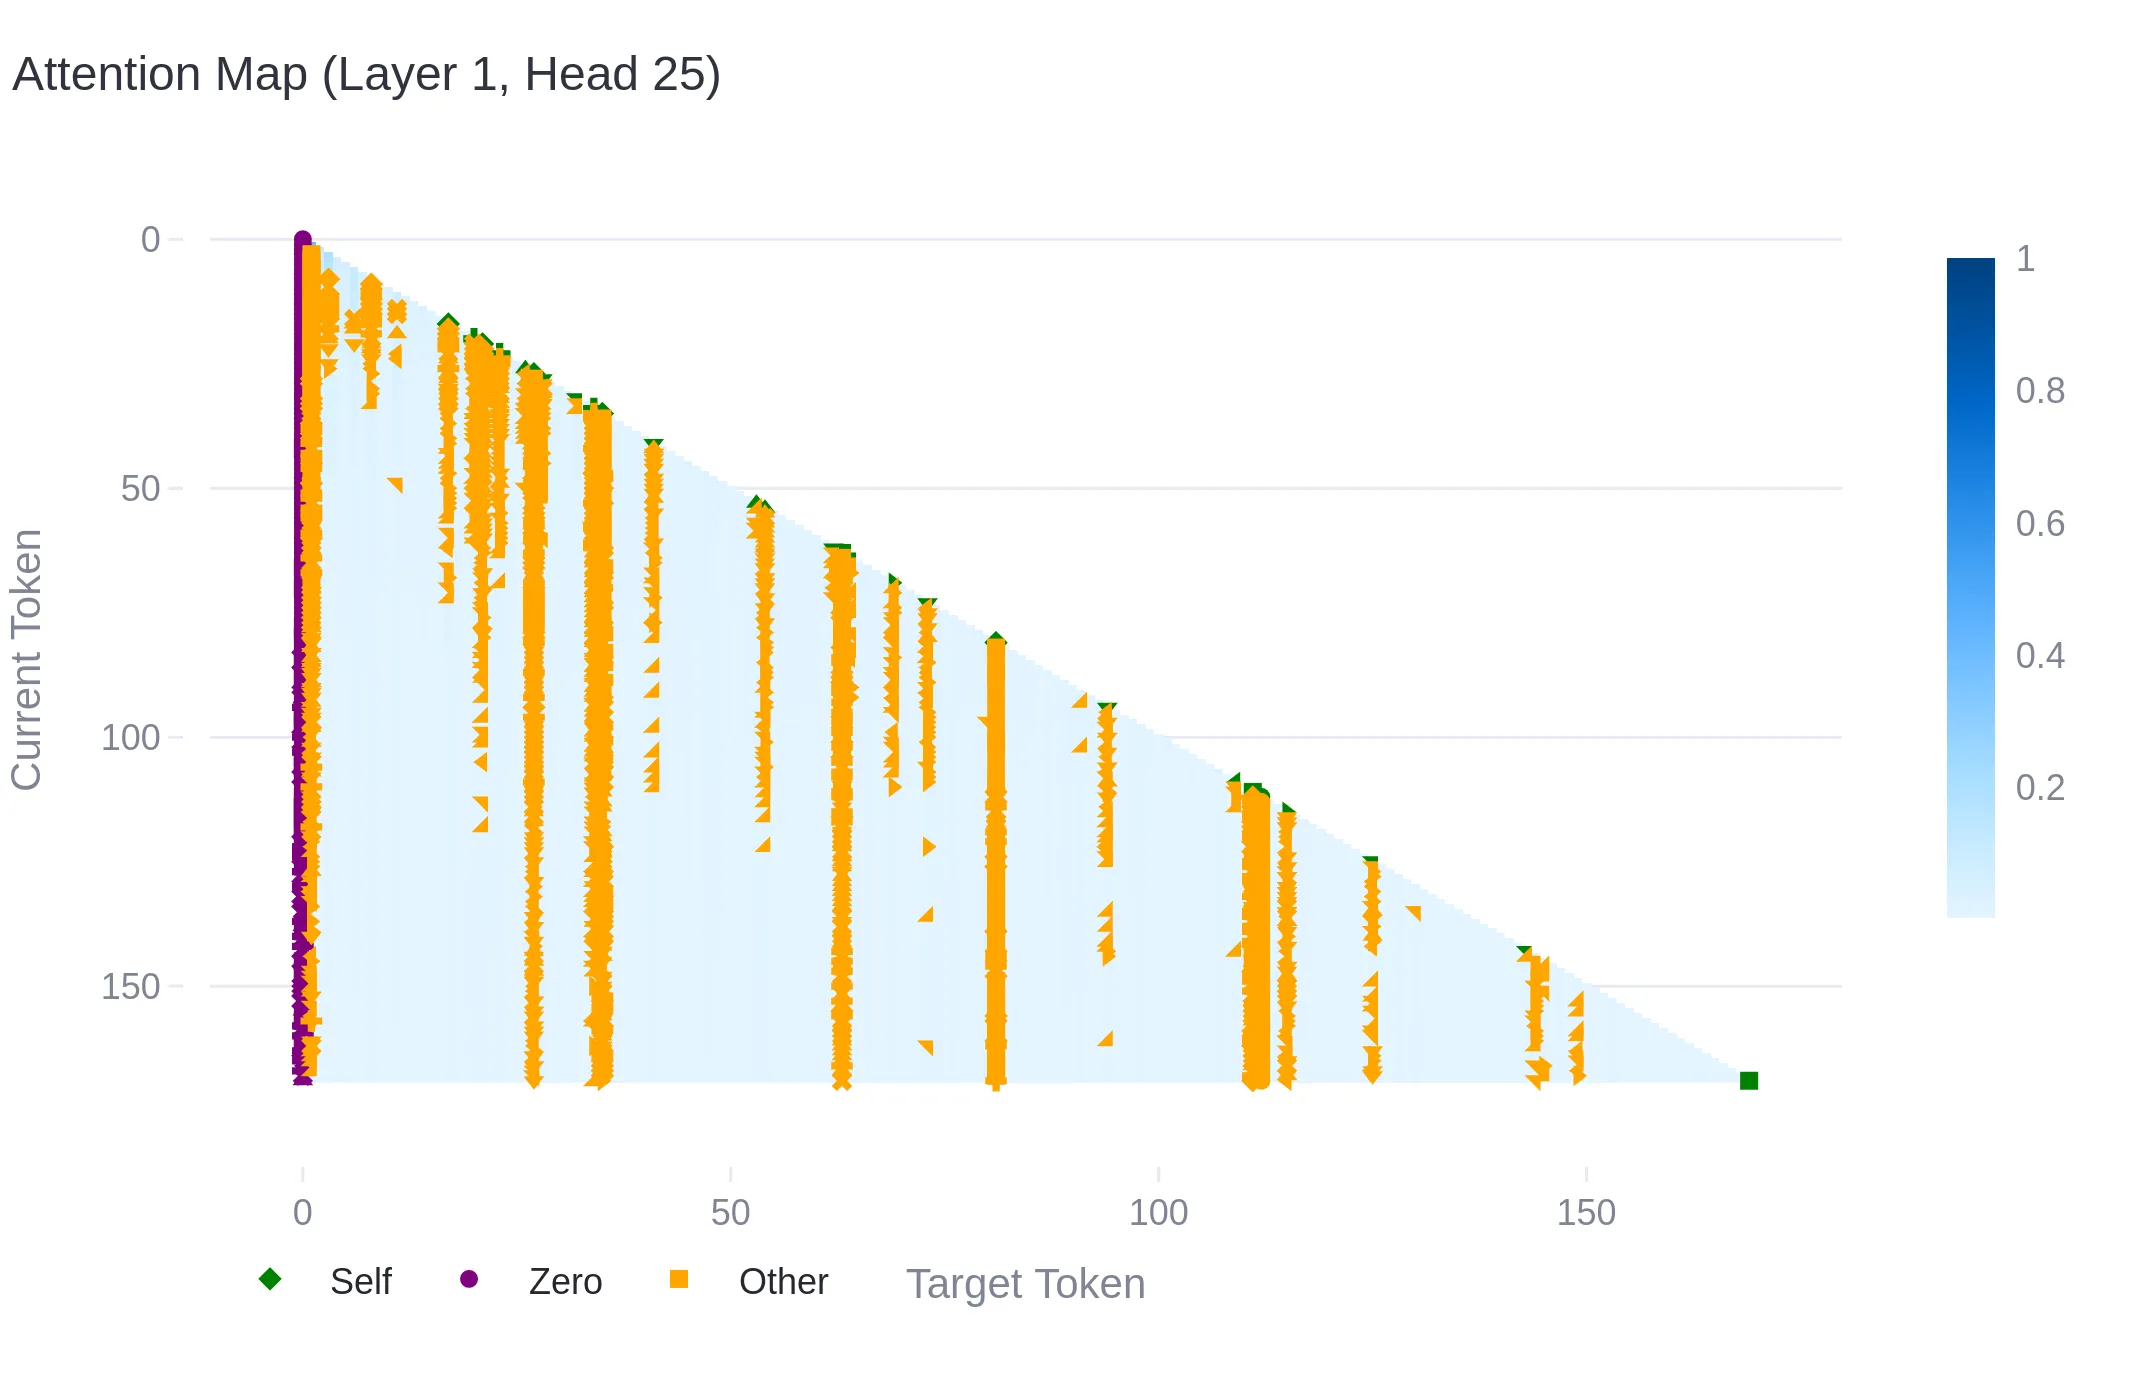 Attention Map (Layer 1, Head 25)
0
50
100
150
Current Token
1
0.8
0.6
0.4
0.2
0 50 100 150
Self Zero Other Target Token